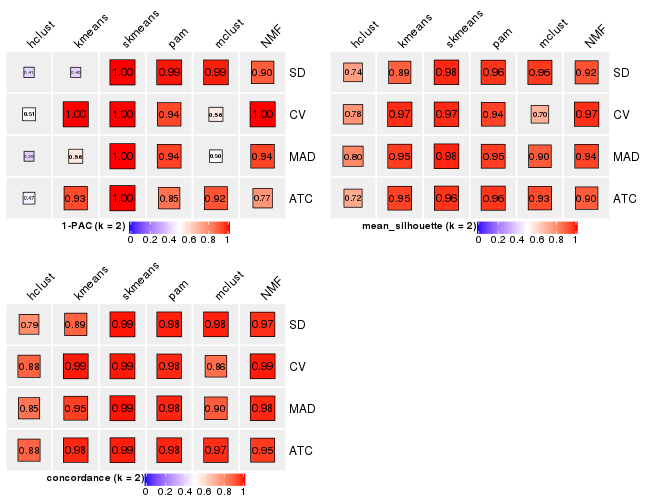 hclust kmeans skmeans pam mclust NMF
0.41 0.40 1.00 0.99 0.99 0.90 SD
0.51 1.00 1.00 0.94 0.56 1.00 CV
0.56 1.00 0.94 0.50 0.94 MAD
0.47 0.93 1.00 0.85 0.92 0.77 ATC
1-PAC (k = 2)
0 0.2 0.4 0.6 0.8 1
hclust kmeans skmeans pam mclust NMF
0.74 0.89 0.98 0.96 0.96 0.92 SD
0.78 0.97 0.97 0.94 0.70 0.97 CV
0.80 0.95 0.98 0.95 0.90 0.94 MAD
0.72 0.95 0.96 0.96 0.93 0.90 ATC
mean_silhouette (k = 2)
0 0.2 0.4 0.6 0.8 1
hclust kmeans skmeans pam mclust NMF
0.79 0.89 0.99 0.98 0.98 0.97 SD
0.88 0.99 0.99 0.98 0.86 0.99 CV
0.85 0.95 0.99 0.98 0.90 0.98 MAD
0.88 0.98 0.99 0.98 0.97 0.95 ATC
concordance (k = 2)
0 0.2 0.4 0.6 0.8 1